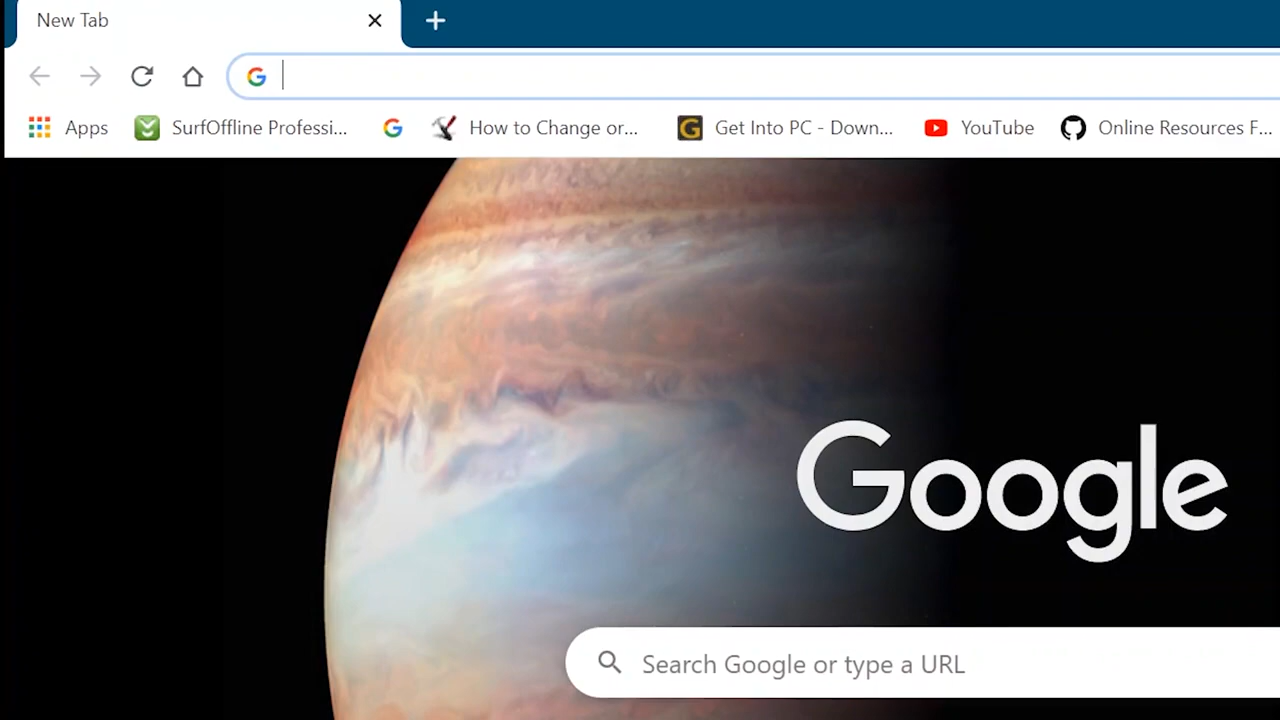 New Tab
Apps SurfOffline Professi... How to Change or... Get Into PC - Down... YouTube Online Resources F...
Google
Search Google or type a URL